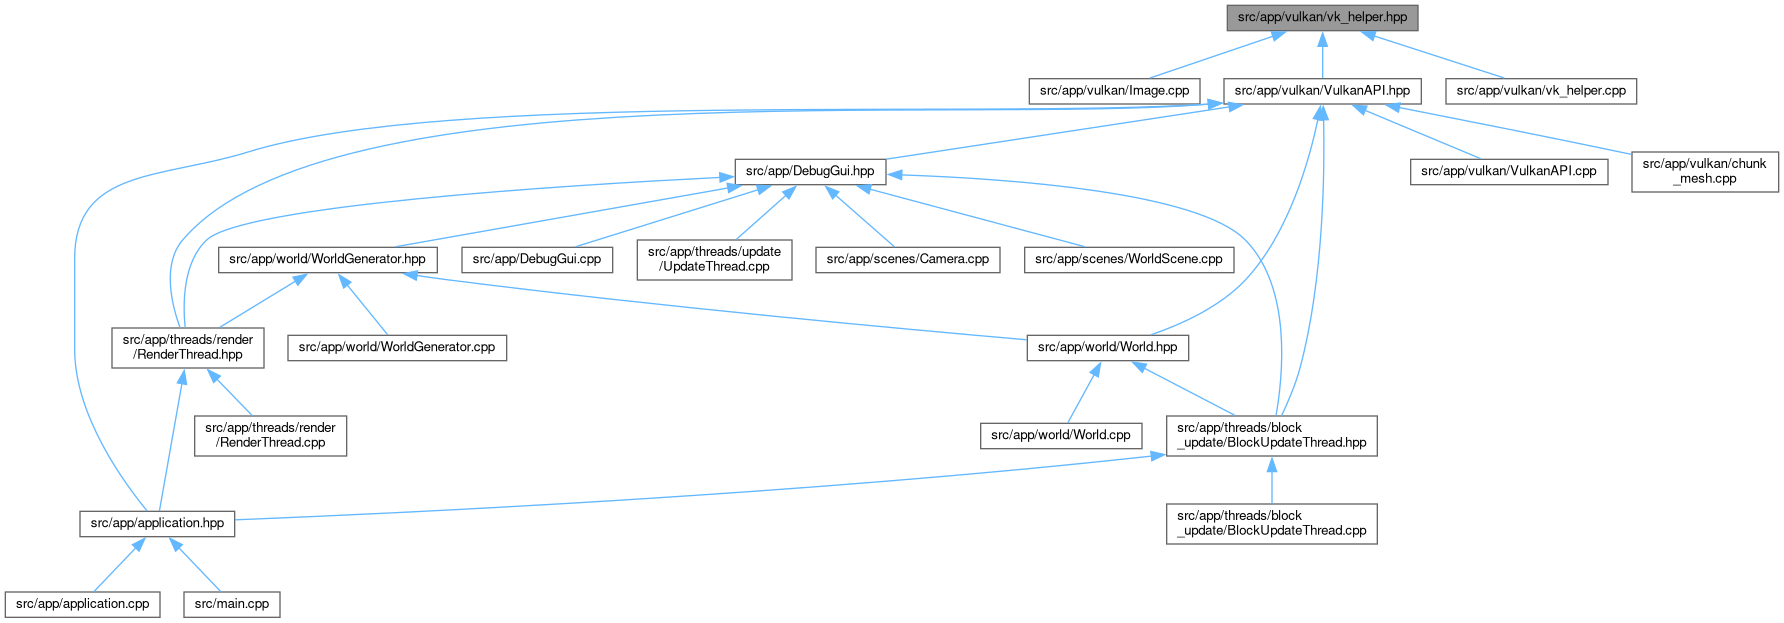 src/app/vulkan/vk_helper.hpp
src/app/vulkan/Image.cpp
src/app/vulkan/VulkanAPI.hpp
src/app/vulkan/vk_helper.cpp
src/app/DebugGui.hpp
src/app/vulkan/VulkanAPI.cpp
src/app/vulkan/chunk
_mesh.cpp
src/app/world/WorldGenerator.hpp
src/app/DebugGui.cpp
src/app/threads/update
/UpdateThread.cpp
src/app/scenes/Camera.cpp
src/app/scenes/WorldScene.cpp
src/app/threads/render
/RenderThread.hpp
src/app/world/WorldGenerator.cpp
src/app/world/World.hpp
src/app/threads/render
/RenderThread.cpp
src/app/world/World.cpp
src/app/threads/block
_update/BlockUpdateThread.hpp
src/app/application.hpp
src/app/threads/block
_update/BlockUpdateThread.cpp
src/app/application.cpp
src/main.cpp